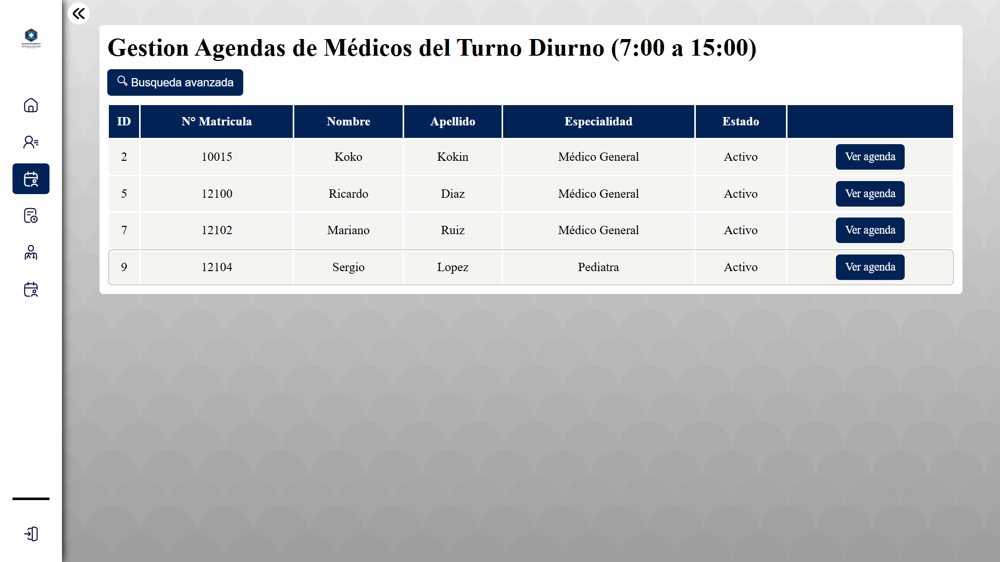 HOSPITAL
Gestion Agendas de Médicos del Turno Diurno (7:00 a 15:00)
Busqueda avanzada
ID N° Matricula Nombre Apellido Especialidad Estado
2 10015 Koko Kokin Médico General Activo Ver agenda
5 12100 Ricardo Diaz Médico General Activo Ver agenda
7 12102 Mariano Ruiz Médico General Activo Ver agenda
9 12104 Sergio Lopez Pediatra Activo Ver agenda